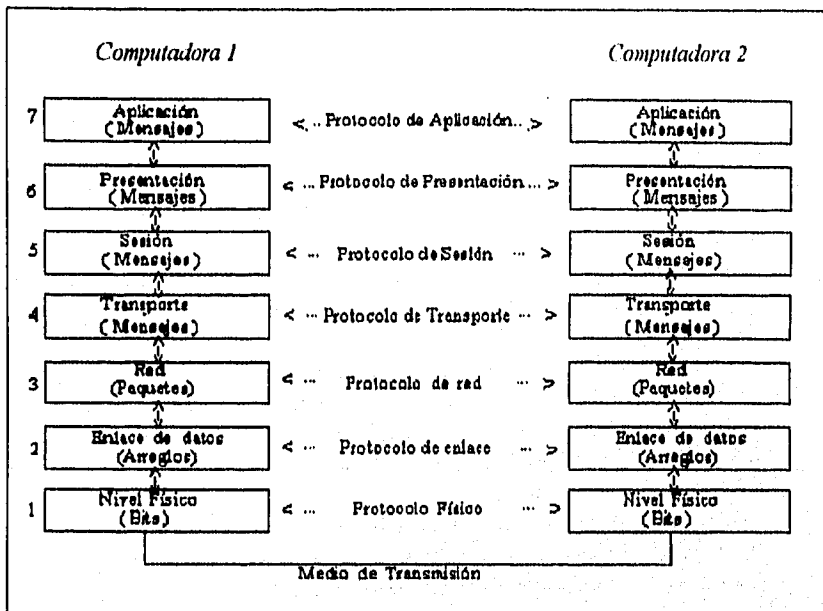 Computadora 1 Computadora 2
7 Aplicación < ... Protocolo de Aplicación... > Aplicación
(Mensajes) (Mensajes)
6 Presentación < ... Protocolo de Presentación ... > Presentación
(Mensajes) (Mensajes)
5 Sesión < ... Protocolo de Sesión ... > Sesión
(Mensajes) (Mensajes)
4 Transporte < ... Protocolo de Transporte ... > Transporte
(Mensajes) (Mensajes)
3 Red < ... Protocolo de red ... > Red
(Paquetes) (Paquetes)
2 Enlace de datos < ... Protocolo de enlace ... > Enlace de datos
(Arreglos) (Arreglos)
1 Nivel Físico < ... Protocolo Físico ... > Nivel Físico
(Bits) (Bits)
Medio de Transmisión